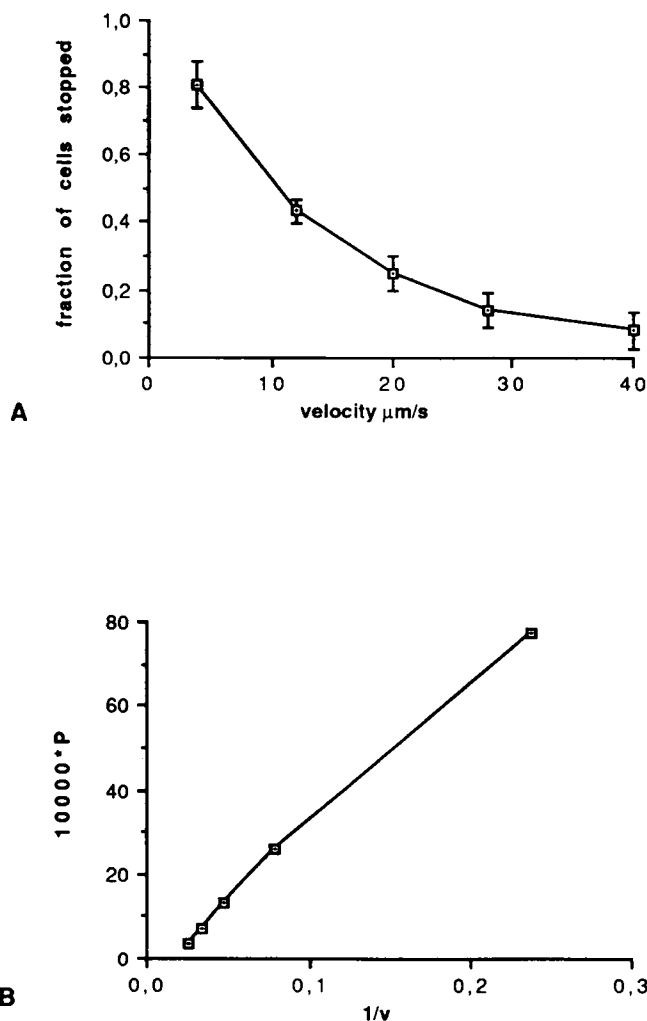 fraction of cells stopped
1,0
0,8
0,6
0,4
0,2
0,0
0 10 20 30 40
velocity μm/s
A
10000*P
80
60
40
20
0
0,0 0,1 0,2 0,3
1/v
B